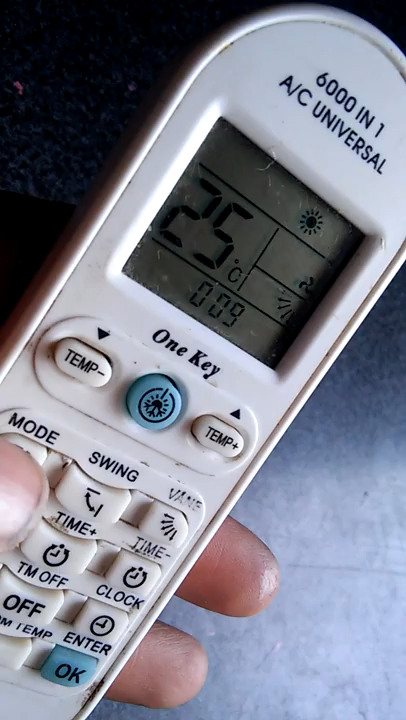 6000 IN 1
A/C UNIVERSAL
25°C
009
One Key
TEMP-
TEMP+
MODE
SWING
VANE
TIME+
TIME-
TM OFF
CLOCK
OFF
TEMP
ENTER
OK